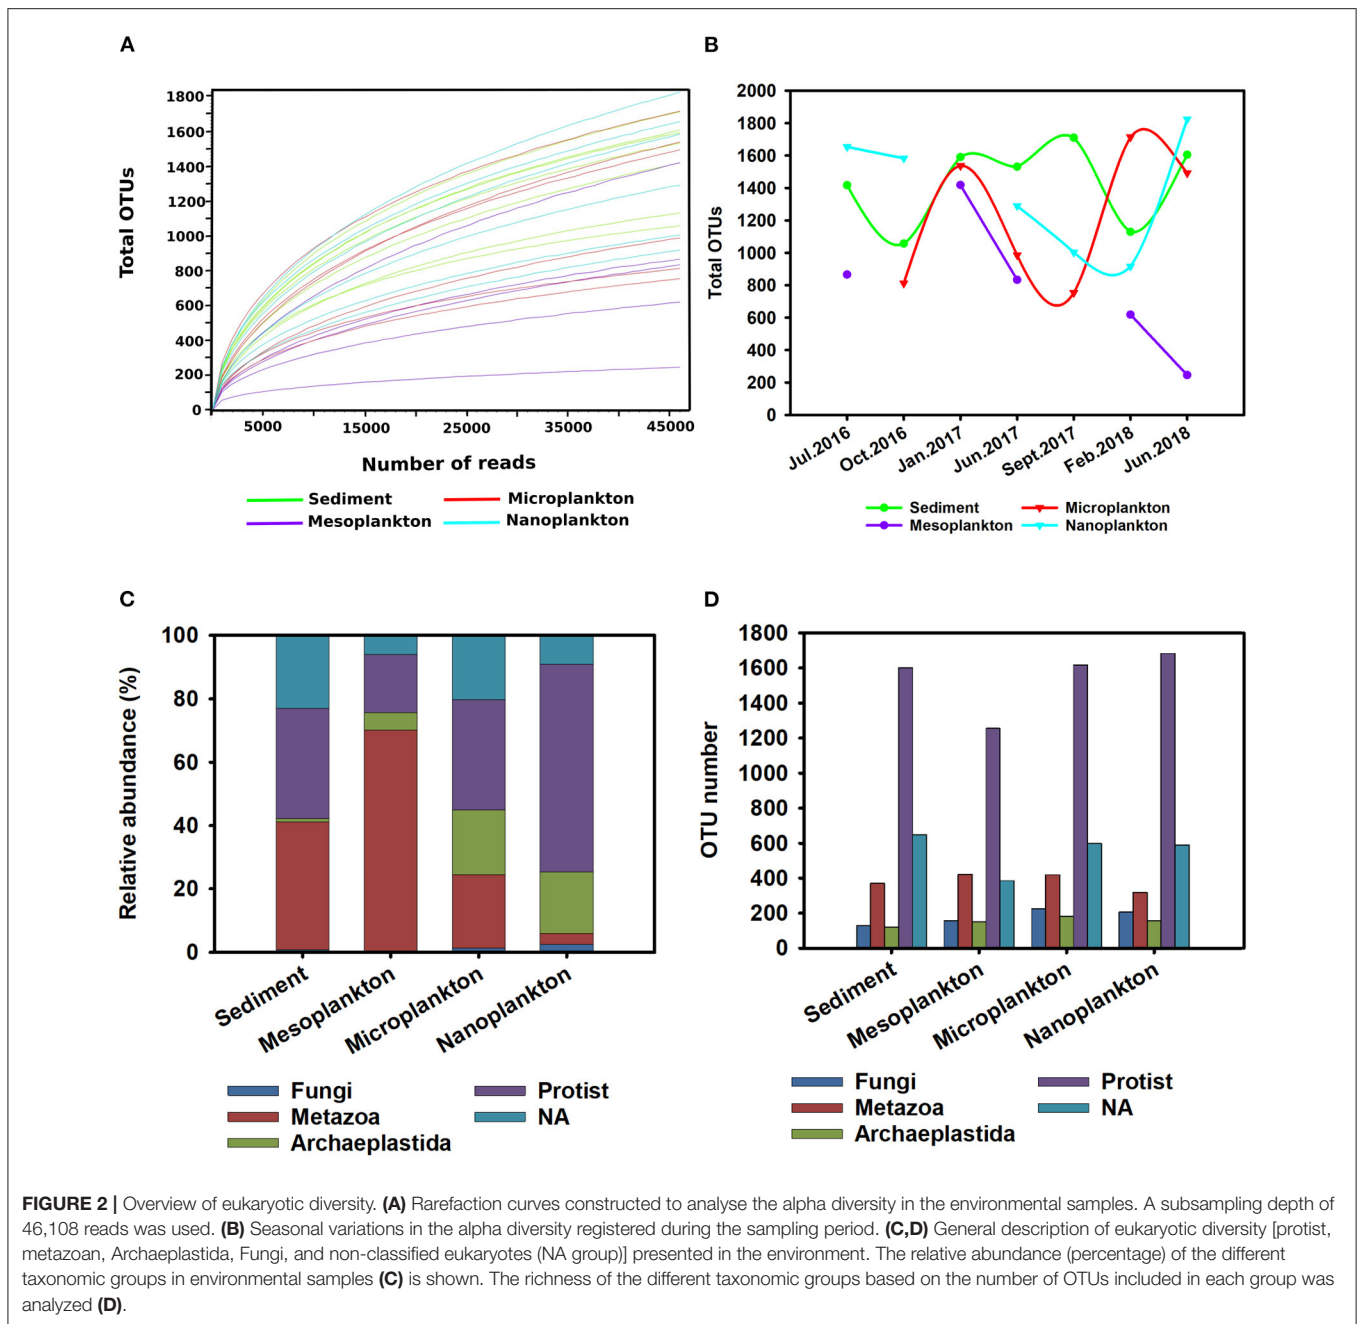 A
Total OTUs
1800
1600
1400
1200
1000
800
600
400
200
0
5000 15000 25000 35000 45000
Number of reads
Sediment Microplankton
Mesoplankton Nanoplankton
B
Total OTUs
2000
1800
1600
1400
1200
1000
800
600
400
200
0
Jul.2016 Oct.2016 Jan.2017 Jun.2017 Sept.2017 Feb.2018 Jun.2018
Sediment Microplankton
Mesoplankton Nanoplankton
C
Relative abundance (%)
100
80
60
40
20
0
Sediment Mesoplankton Microplankton Nanoplankton
Fungi Protist
Metazoa NA
Archaeplastida
D
OTU number
1800
1600
1400
1200
1000
800
600
400
200
0
Sediment Mesoplankton Microplankton Nanoplankton
Fungi Protist
Metazoa NA
Archaeplastida
FIGURE 2 | Overview of eukaryotic diversity. (A) Rarefaction curves constructed to analyse the alpha diversity in the environmental samples. A subsampling depth of
46,108 reads was used. (B) Seasonal variations in the alpha diversity registered during the sampling period. (C,D) General description of eukaryotic diversity [protist,
metazoan, Archaeplastida, Fungi, and non-classified eukaryotes (NA group)] presented in the environment. The relative abundance (percentage) of the different
taxonomic groups in environmental samples (C) is shown. The richness of the different taxonomic groups based on the number of OTUs included in each group was
analyzed (D).